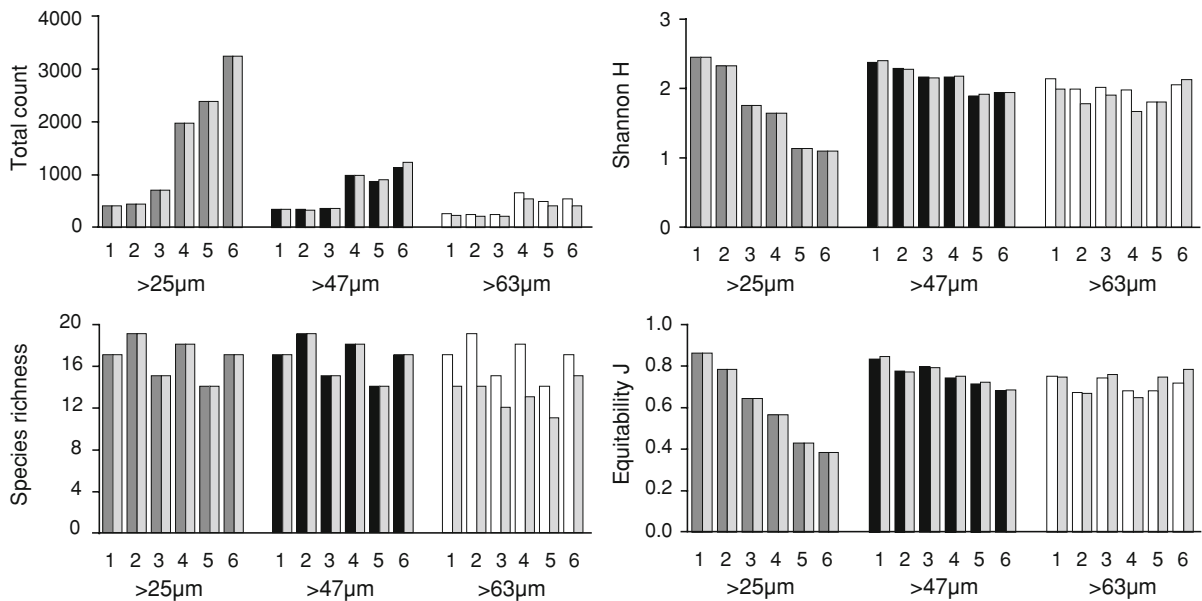 Total count
4000
3000
2000
1000
0
1 2 3 4 5 6 1 2 3 4 5 6 1 2 3 4 5 6
>25µm >47µm >63µm
Shannon H
3
2
1
0
1 2 3 4 5 6 1 2 3 4 5 6 1 2 3 4 5 6
>25µm >47µm >63µm
Species richness
20
16
12
8
4
0
1 2 3 4 5 6 1 2 3 4 5 6 1 2 3 4 5 6
>25µm >47µm >63µm
Equitability J
1.0
0.8
0.6
0.4
0.2
0.0
1 2 3 4 5 6 1 2 3 4 5 6 1 2 3 4 5 6
>25µm >47µm >63µm